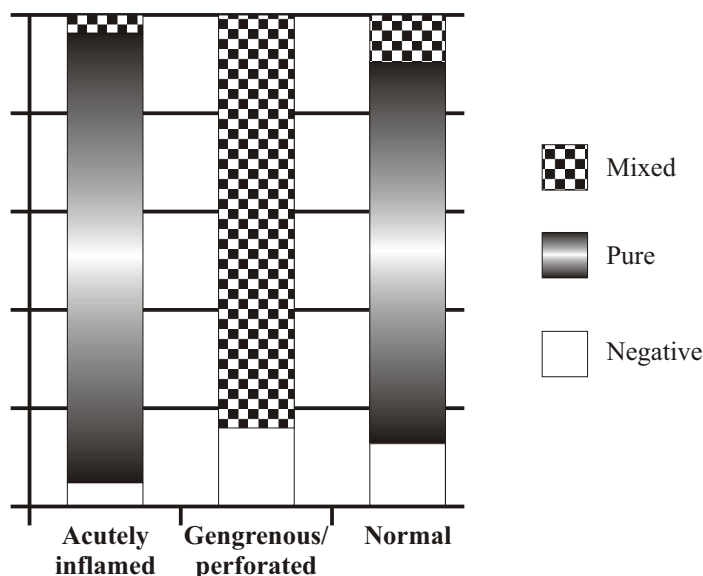 Mixed
Pure
Negative
Acutely
inflamed
Gengrenous/
perforated
Normal